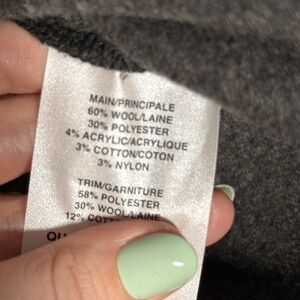 MAIN/PRINCIPALE
60% WOOL/LAINE
30% POLYESTER
4% ACRYLIC/ACRYLIQUE
3% COTTON/COTON
3% NYLON
TRIM/GARNITURE
58% POLYESTER
30% WOOL/LAINE
12%